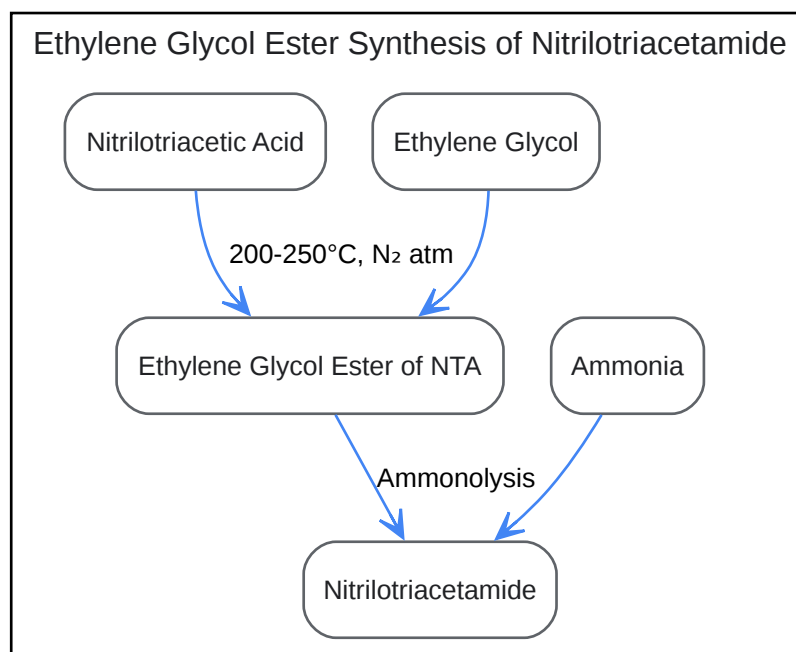 Ethylene Glycol Ester Synthesis of Nitrilotriacetamide
Nitrilotriacetic Acid
Ethylene Glycol
200-250°C, N₂ atm
Ethylene Glycol Ester of NTA
Ammonia
Ammonolysis
Nitrilotriacetamide